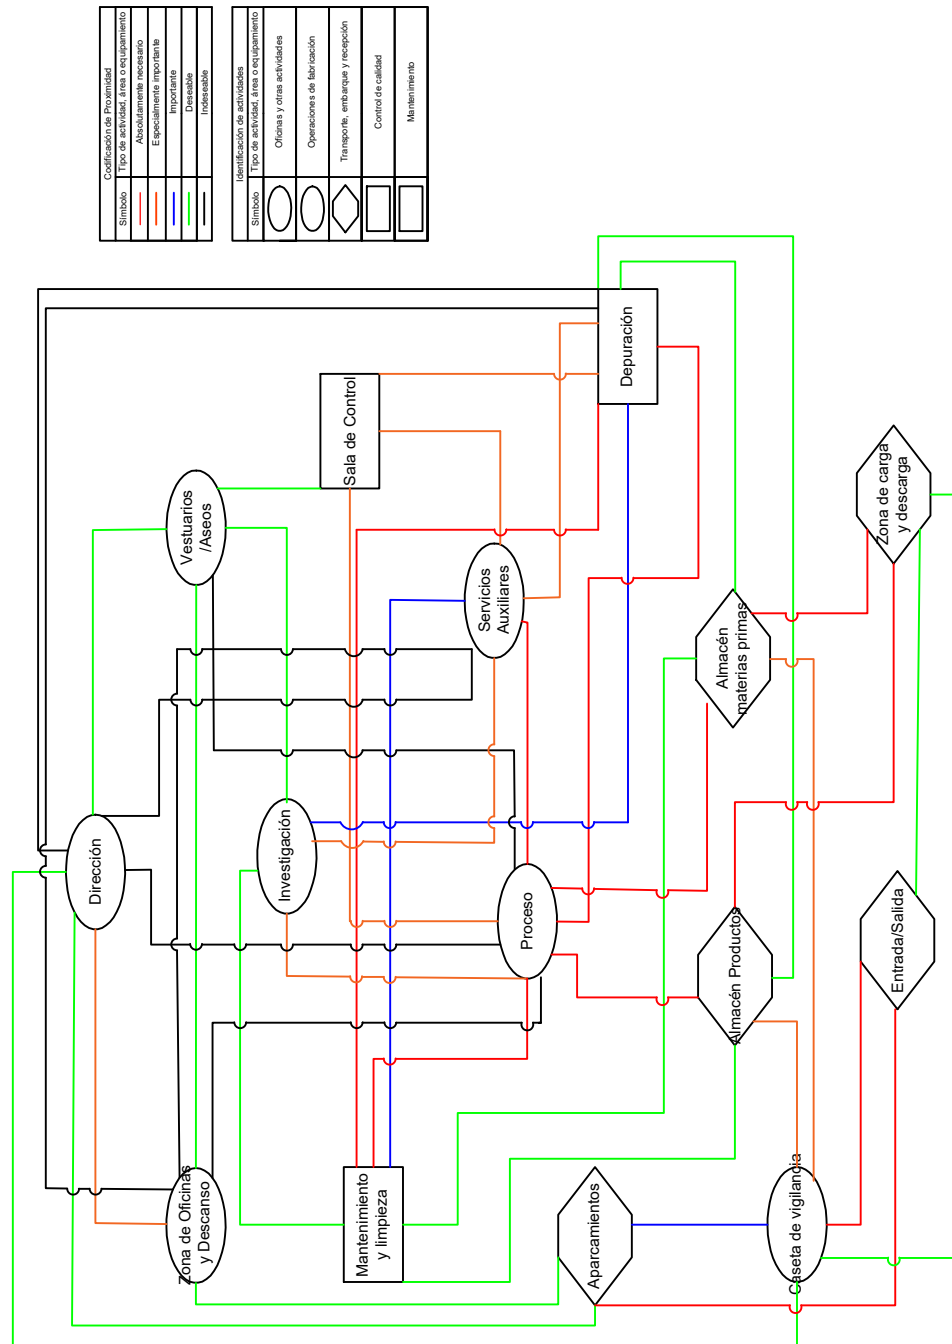 Codificación de Proximidad
Símbolo
Tipo de actividad, área o equipamiento
Absolutamente necesario
Especialmente importante
Importante
Deseable
Indeseable
Identificación de actividades
Símbolo
Tipo de actividad, área o equipamiento
Oficinas y otras actividades
Operaciones de fabricación
Transporte, embarque y recepción
Control de calidad
Mantenimiento
Dirección
Zona de Oficinas
y Descanso
Vestuarios
/Aseos
Investigación
Sala de Control
Mantenimiento
y limpieza
Servicios
Auxiliares
Proceso
Depuración
Aparcamientos
Almacén
materias primas
Almacén Productos
Caseta de vigilancia
Zona de carga
y descarga
Entrada/Salida